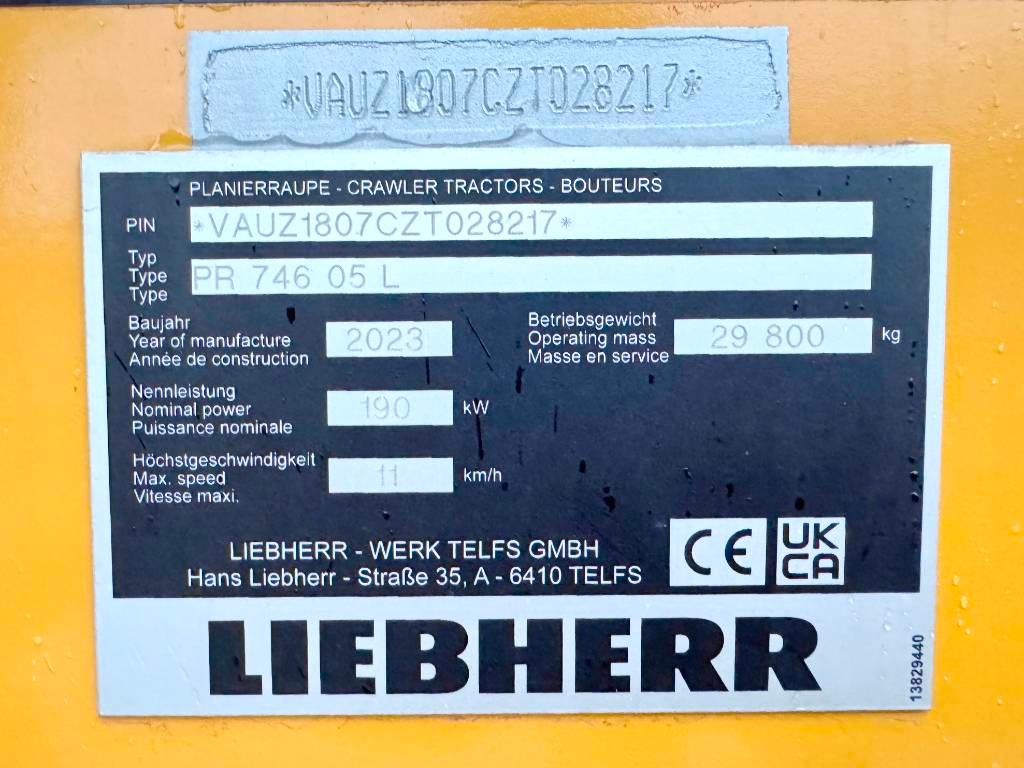 *VAUZ1807CZT028217*
PLANIERRAUPE - CRAWLER TRACTORS - BOUTEURS
PIN *VAUZ1807CZT028217*
Typ
Type PR 746 05 L
Type
Baujahr
Year of manufacture 2023
Année de construction
Betriebsgewicht
Operating mass 29 800 kg
Masse en service
Nennleistung
Nominal power 190 kW
Puissance nominale
Höchstgeschwindigkeit
Max. speed 11 km/h
Vitesse maxi.
LIEBHERR - WERK TELFS GMBH
Hans Liebherr - Straße 35, A - 6410 TELFS
CE
UK
CA
LIEBHERR
13829440